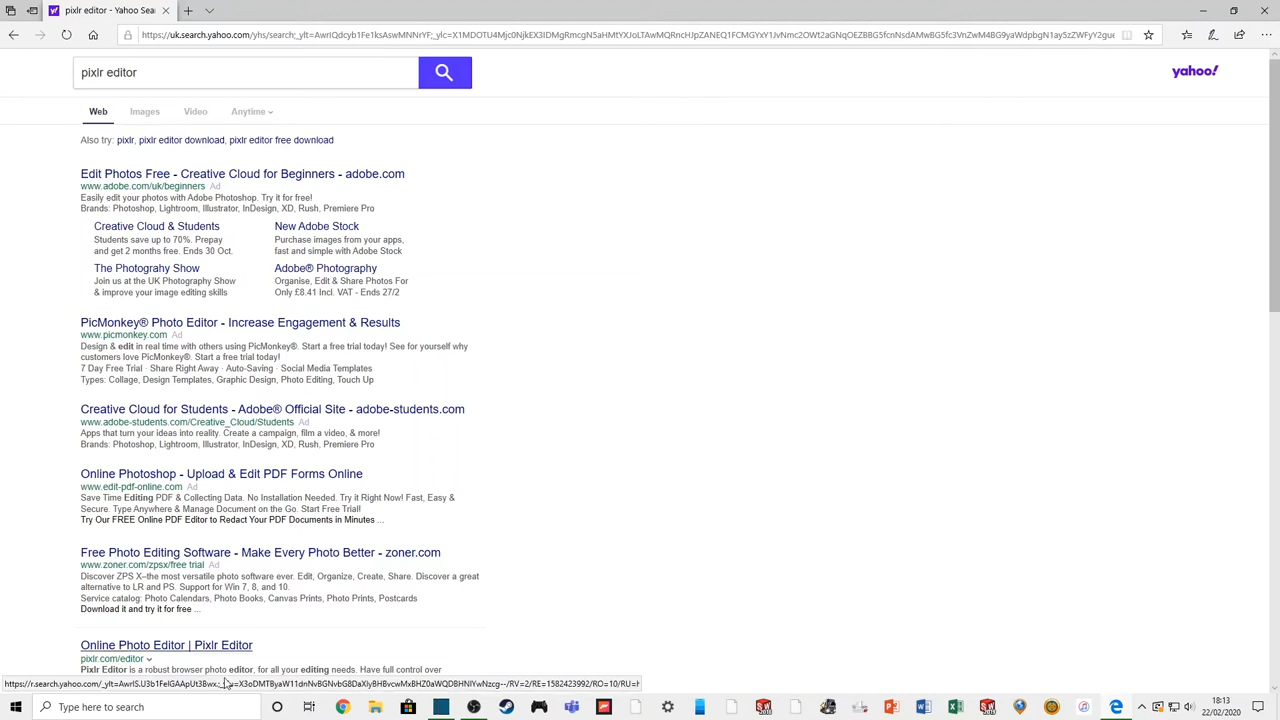 pixlr editor
https://uk.search.yahoo.com/yhs/search;_ylt=
pixlr editor
yahoo!
Web Images Video Anytime
Also try: pixlr, pixlr editor download, pixlr editor free download
Edit Photos Free - Creative Cloud for Beginners - adobe.com
www.adobe.com/uk/beginners Ad
Easily edit your photos with Adobe Photoshop. Try it for free!
Brands: Photoshop, Lightroom, Illustrator, InDesign, XD, Rush, Premiere Pro
Creative Cloud & Students
Students save up to 70%. Prepay
and get 2 months free. Ends 30 Oct.
New Adobe Stock
Purchase images from your apps,
fast and simple with Adobe Stock
The Photograhy Show
Join us at the UK Photography Show
& improve your image editing skills
Adobe® Photography
Organise, Edit & Share Photos For
Only £8.41 Incl. VAT - Ends 27/2
PicMonkey® Photo Editor - Increase Engagement & Results
www.picmonkey.com Ad
Design & edit in real time with others using PicMonkey®. Start a free trial today! See for yourself why
customers love PicMonkey®. Start a free trial today!
7 Day Free Trial · Share Right Away · Auto-Saving · Social Media Templates
Types: Collage, Design Templates, Graphic Design, Photo Editing, Touch Up
Creative Cloud for Students - Adobe® Official Site - adobe-students.com
www.adobe-students.com/Creative_Cloud/Students Ad
Apps that turn your ideas into reality. Create a campaign, film a video, & more!
Brands: Photoshop, Lightroom, Illustrator, InDesign, XD, Rush, Premiere Pro
Online Photoshop - Upload & Edit PDF Forms Online
www.edit-pdf-online.com Ad
Save Time Editing PDF & Collecting Data. No Installation Needed. Try it Right Now! Fast, Easy &
Secure. Type Anywhere & Manage Document on the Go. Start Free Trial!
Try Our FREE Online PDF Editor to Redact Your PDF Documents in Minutes ...
Free Photo Editing Software - Make Every Photo Better - zoner.com
www.zoner.com/zpsx/free trial Ad
Discover ZPS X–the most versatile photo software ever. Edit, Organize, Create, Share. Discover a great
alternative to LR and PS. Support for Win 7, 8, and 10.
Service catalog: Photo Calendars, Photo Books, Canvas Prints, Photo Prints, Postcards
Download it and try it for free ...
Online Photo Editor | Pixlr Editor
pixlr.com/editor
Pixlr Editor is a robust browser photo editor, for all your editing needs. Have full control over
Type here to search
18:13
22/02/2020